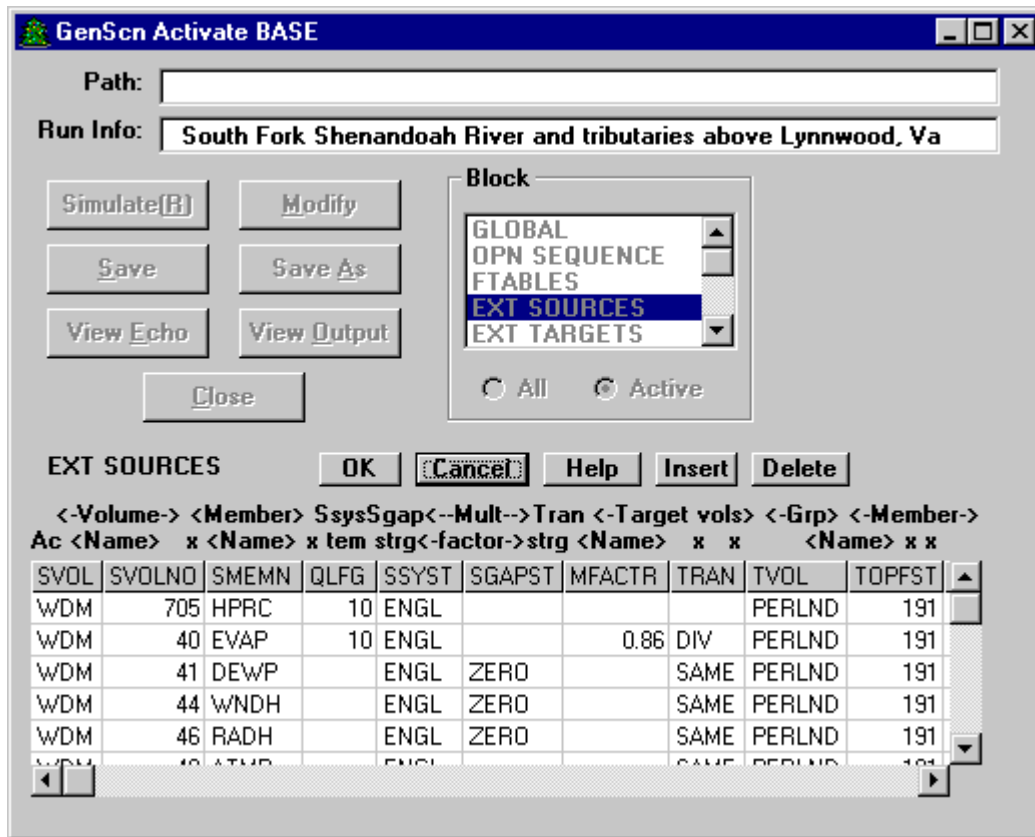 GenScn Activate BASE
Path:
Run Info: South Fork Shenandoah River and tributaries above Lynnwood, Va
Block
Simulate(R) Modify
GLOBAL
OPN SEQUENCE
Save Save As
FTABLES
EXT SOURCES
View Echo View Output
EXT TARGETS
Close
All Active
EXT SOURCES OK Cancel Help Insert Delete
<-Volume-> <Member> SsysSgap<--Mult-->Tran <-Target vols> <-Grp> <-Member->
Ac <Name> x <Name> x tem strg<-factor->strg <Name> x x <Name> x x
SVOL SVOLNO SMEMN QLFG SSYST SGAPST MFACTR TRAN TVOL TOPFST
WDM 705 HPRC 10 ENGL PERLND 191
WDM 40 EVAP 10 ENGL 0.86 DIV PERLND 191
WDM 41 DEWP ENGL ZERO SAME PERLND 191
WDM 44 WNDH ENGL SAME PERLND 191
WDM 46 RADH ENGL ZERO SAME PERLND 191